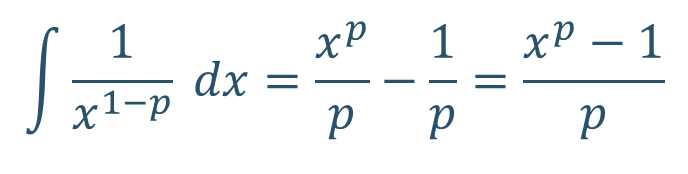 ∫ 1/x^{1−p} dx = x^p/p − 1/p = (x^p − 1)/p